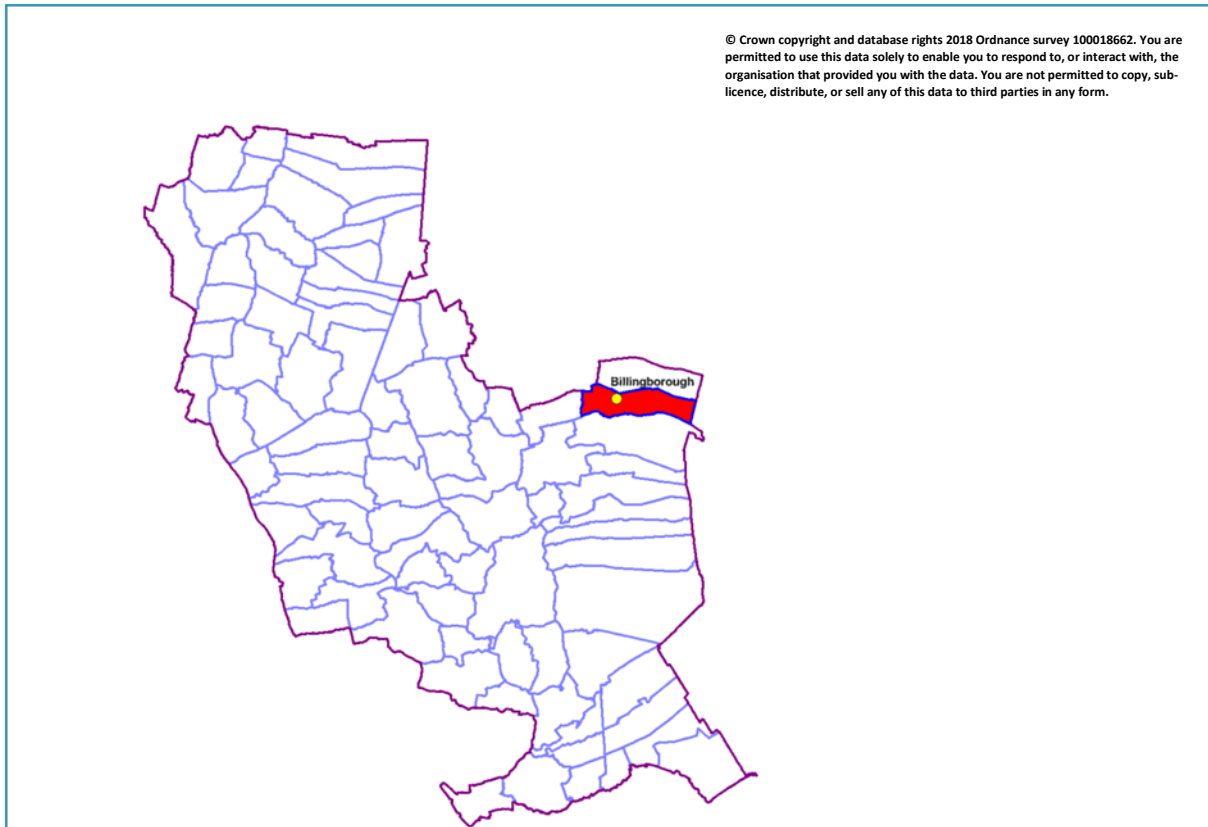 © Crown copyright and database rights 2018 Ordnance survey 100018662. You are
permitted to use this data solely to enable you to respond to, or interact with, the
organisation that provided you with the data. You are not permitted to copy, sub-
licence, distribute, or sell any of this data to third parties in any form.
Billingborough